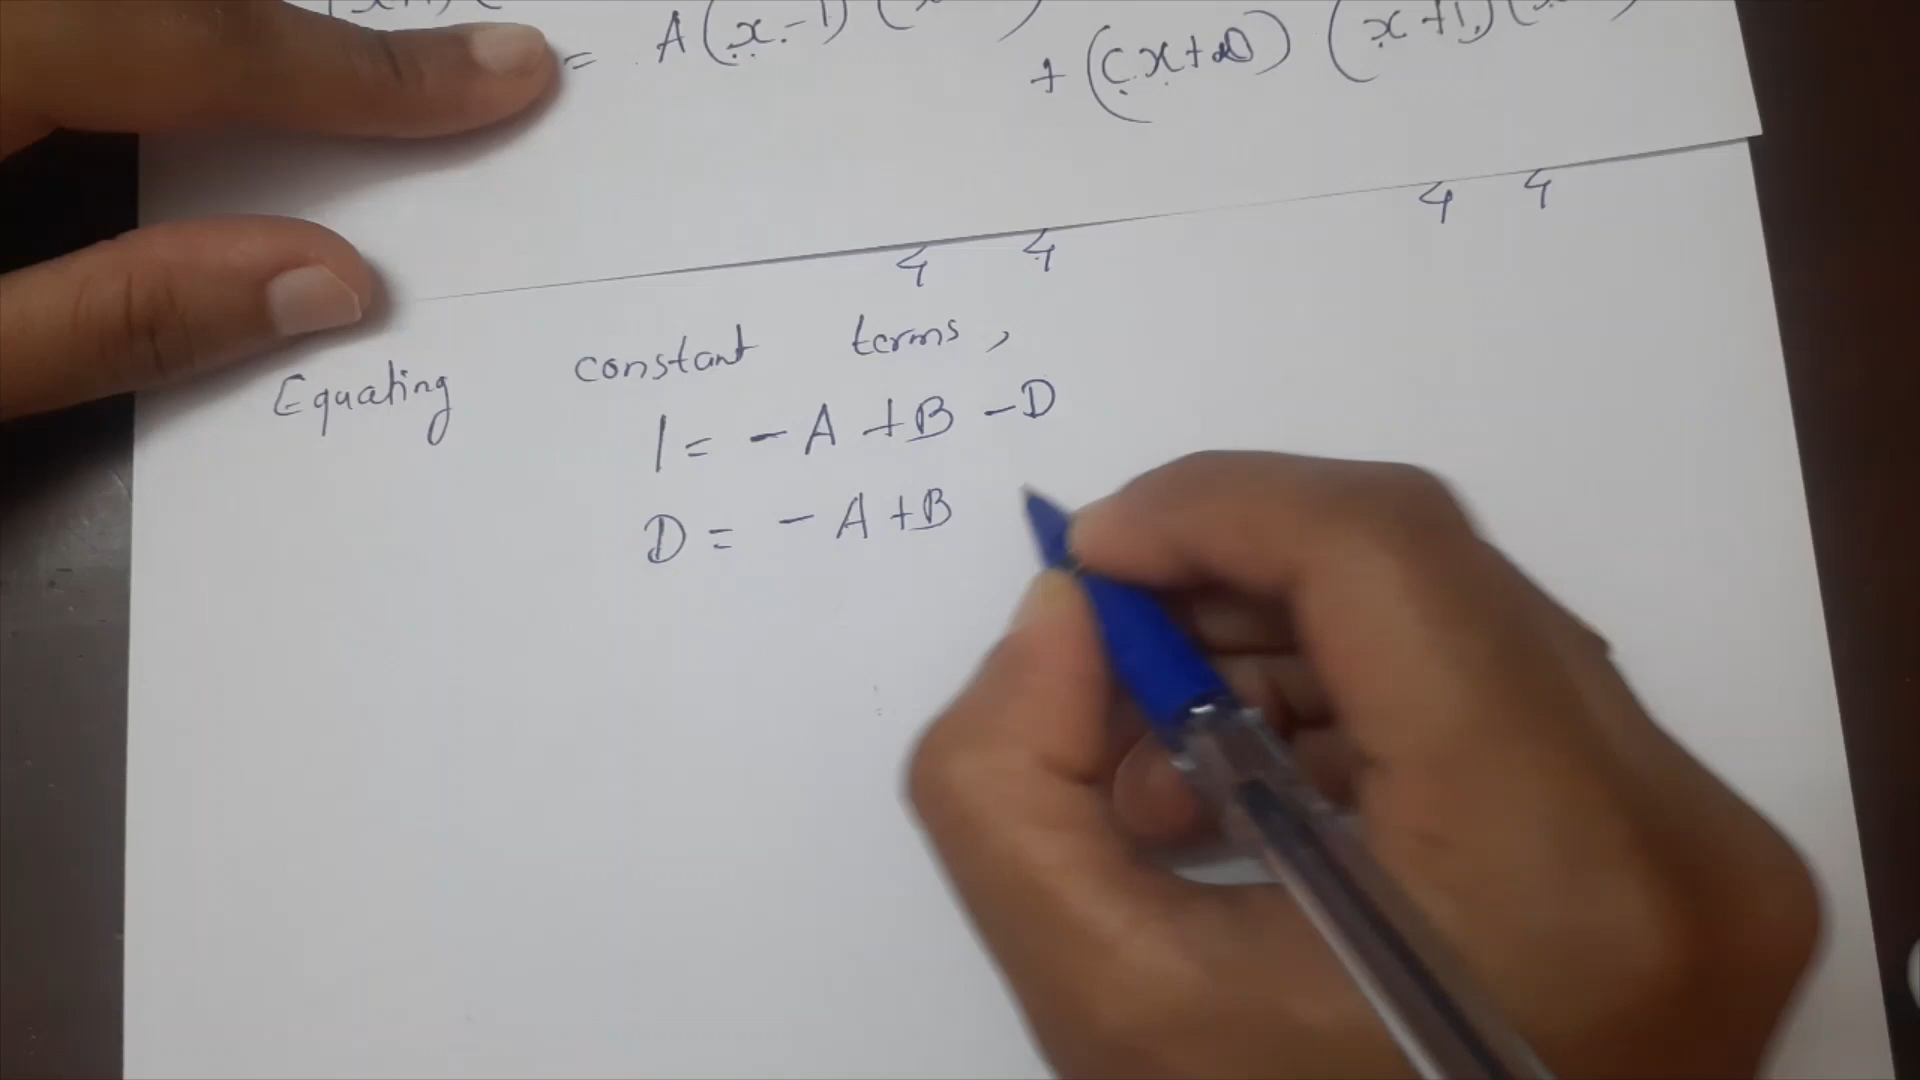 = A(x-1)(
+ (Cx+D) (x+1)(
4 4 4 4
Equating constant terms,
1 = -A +B -D
D = -A +B